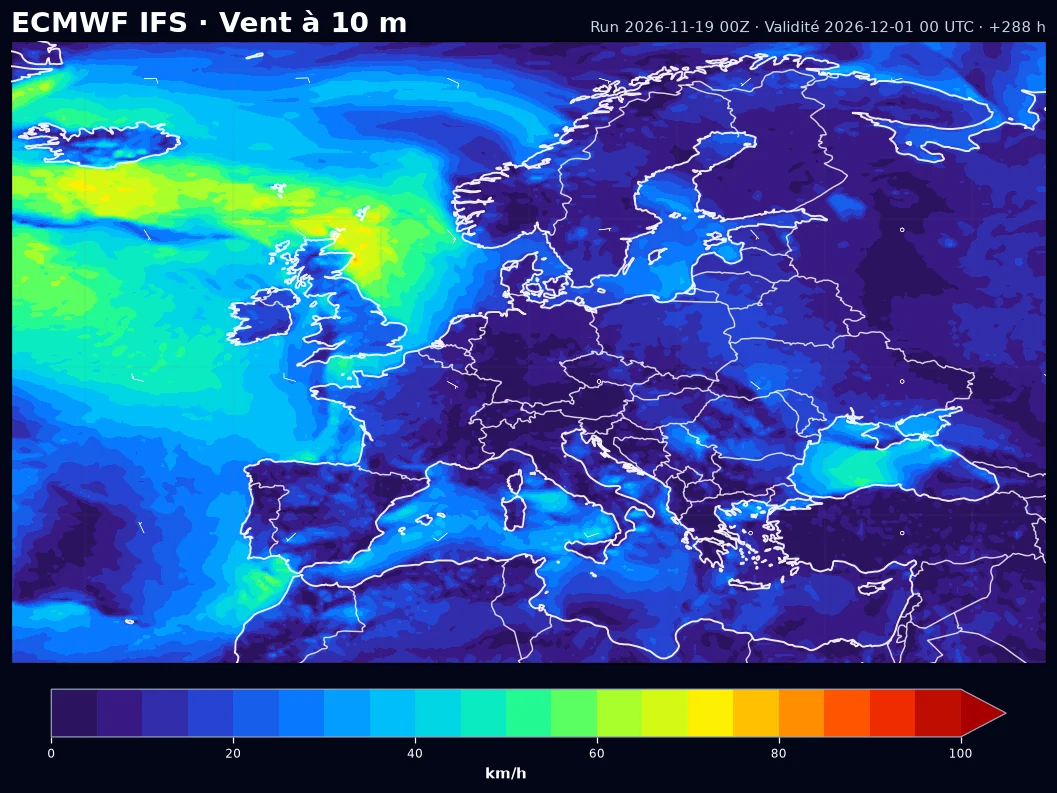 ECMWF IFS · Vent à 10 m
Run 2026-11-19 00Z · Validité 2026-12-01 00 UTC · +288 h
0 20 40 60 80 100
km/h